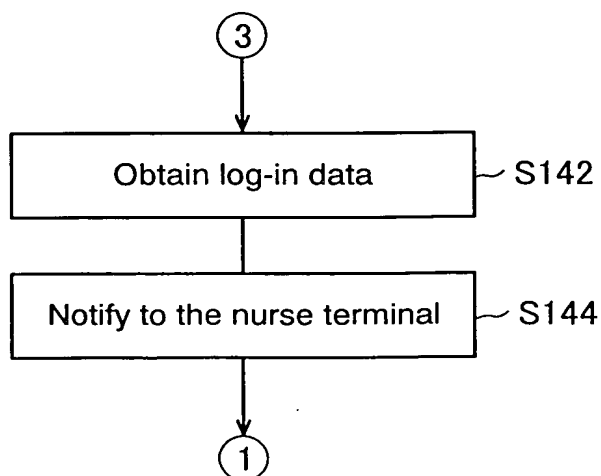 3
Obtain log-in data
S142
Notify to the nurse terminal
S144
1